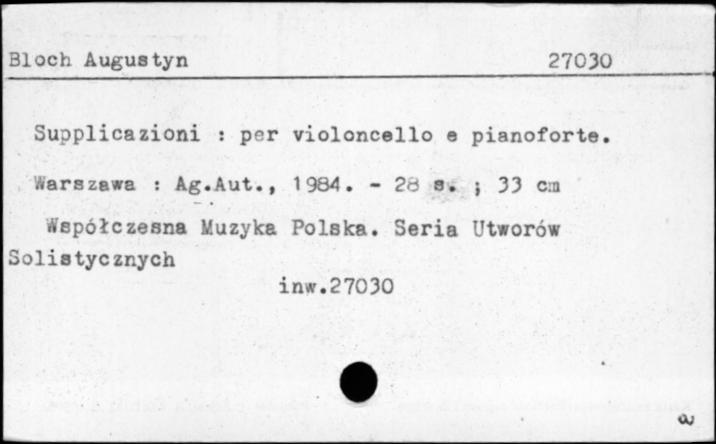 Bloch Augustyn 27030
Supplicazioni : per violoncello e pianoforte.
Warszawa : Ag.Aut., 1984. - 28 s. ; 33 cm
Współczesna Muzyka Polska. Seria Utworów
Solistycznych
inw.27030